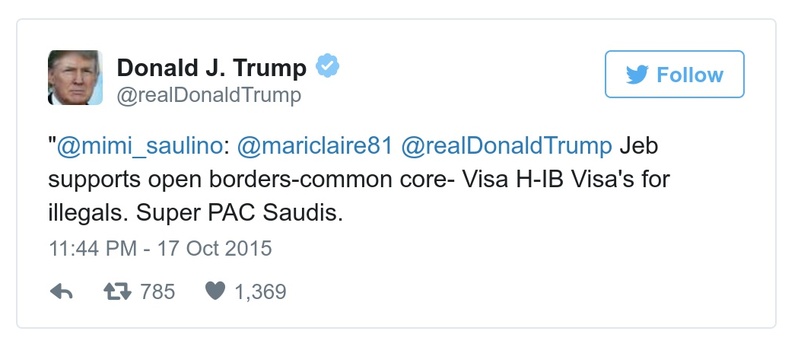 Donald J. Trump
@realDonaldTrump
Follow
"@mimi_saulino: @mariclaire81 @realDonaldTrump Jeb
supports open borders-common core- Visa H-IB Visa's for
illegals. Super PAC Saudis.
11:44 PM - 17 Oct 2015
785 1,369